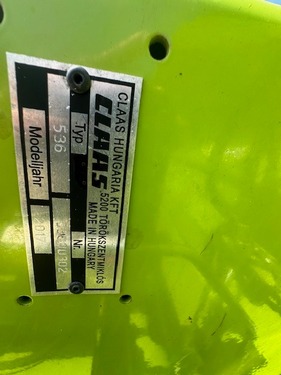 CLAAS HUNGARIA KFT
5200 TÖRÖKSZENTMIKLÓS
MADE IN HUNGARY
CLAAS
Typ
Nr.
536
Modelljahr